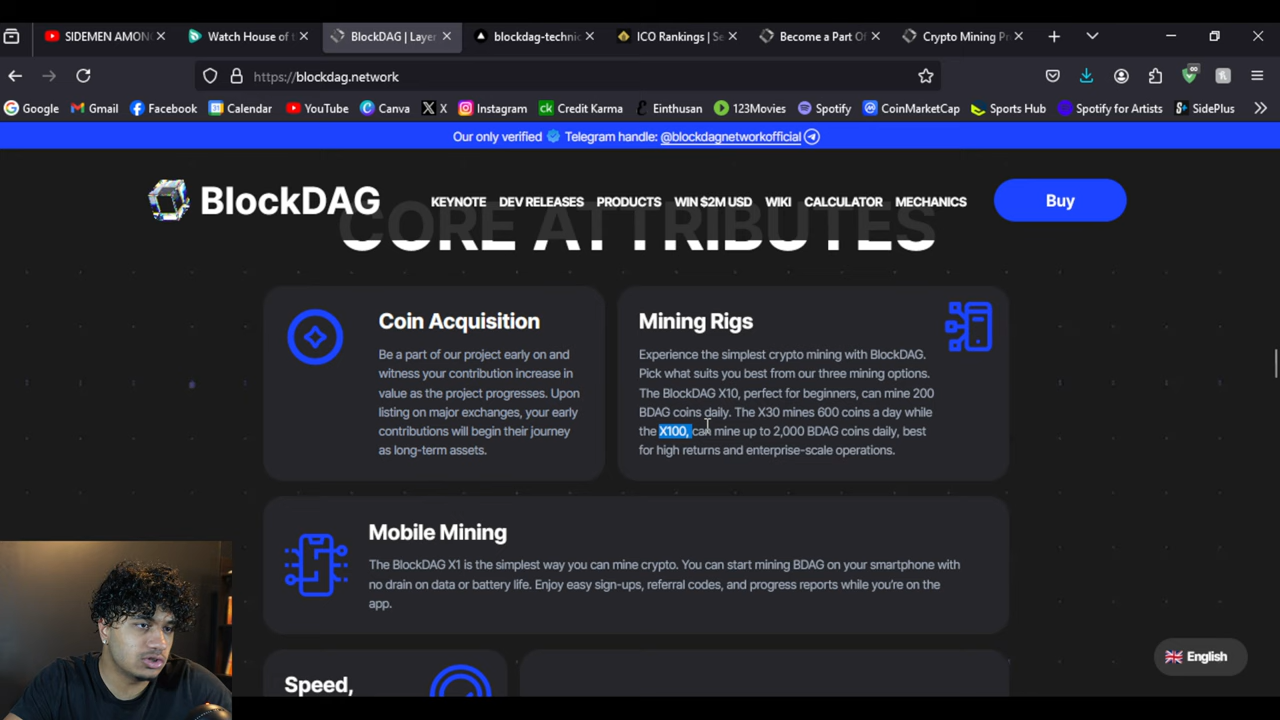 SIDEMEN AMON
Watch House of t
BlockDAG | Layer
blockdag-technic
ICO Rankings | Se
Become a Part Of
Crypto Mining Pr
https://blockdag.network
Google
Gmail
Facebook
Calendar
YouTube
Canva
X
Instagram
ck Credit Karma
Einthusan
123Movies
Spotify
CoinMarketCap
Sports Hub
Spotify for Artists
SidePlus
Our only verified Telegram handle: @blockdagnetworkofficial
BlockDAG
KEYNOTE DEV RELEASES PRODUCTS WIN $2M USD WIKI CALCULATOR MECHANICS
Buy
CORE ATTRIBUTES
Coin Acquisition
Be a part of our project early on and
witness your contribution increase in
value as the project progresses. Upon
listing on major exchanges, your early
contributions will begin their journey
as long-term assets.
Mining Rigs
Experience the simplest crypto mining with BlockDAG.
Pick what suits you best from our three mining options.
The BlockDAG X10, perfect for beginners, can mine 200
BDAG coins daily. The X30 mines 600 coins a day while
the X100, can mine up to 2,000 BDAG coins daily, best
for high returns and enterprise-scale operations.
Mobile Mining
The BlockDAG X1 is the simplest way you can mine crypto. You can start mining BDAG on your smartphone with
no drain on data or battery life. Enjoy easy sign-ups, referral codes, and progress reports while you're on the
app.
Speed,
English